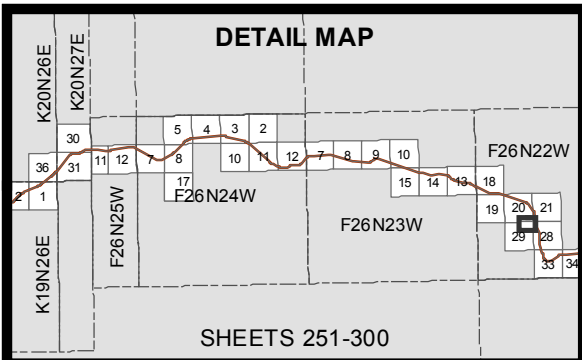 DETAIL MAP
K20N26E
K20N27E
5 4 3 2
30
36 31 11 12 7 8 10 11 12 7 8 9 10
F26N22W
2 1 17 15 14 13 18
F26N24W
F26N25W
19 20 21
F26N23W
29 28
K19N26E
33 34
SHEETS 251-300